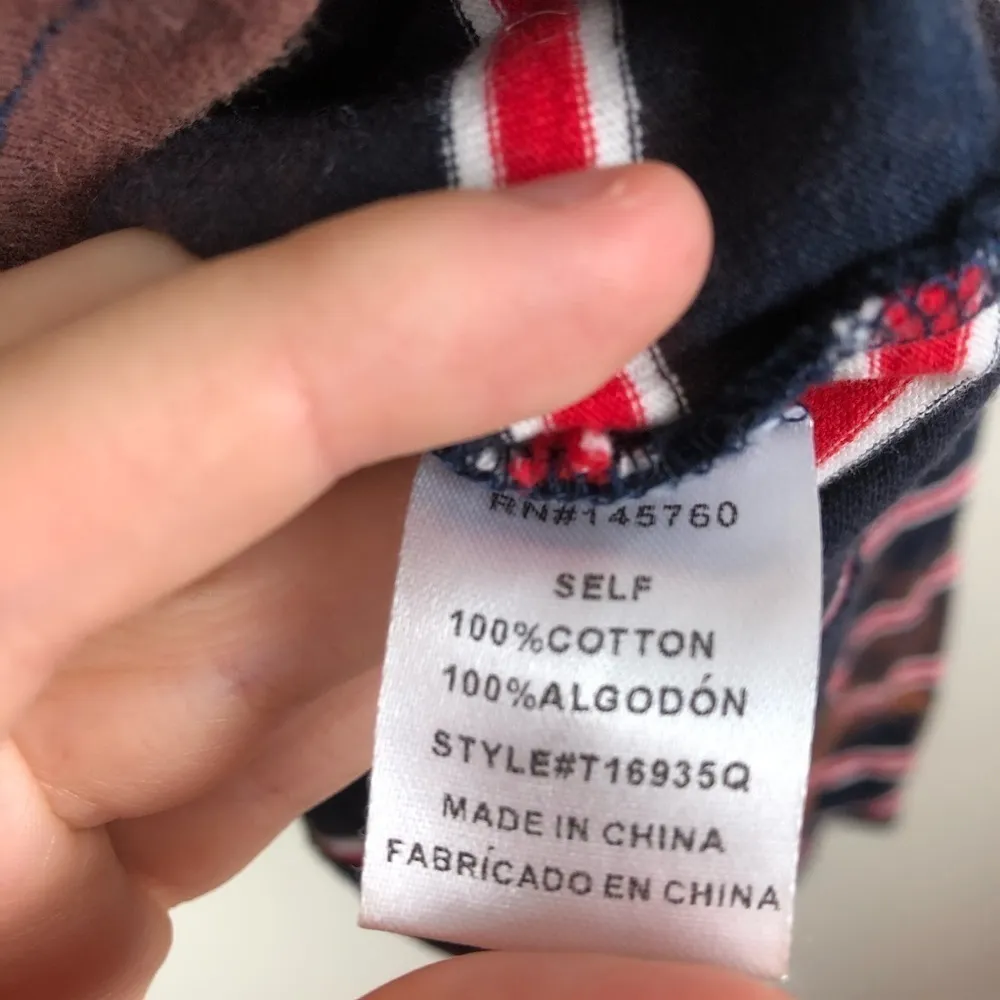 RN#145760
SELF
100%COTTON
100%ALGODÓN
STYLE#T16935Q
MADE IN CHINA
FABRÍCADO EN CHINA